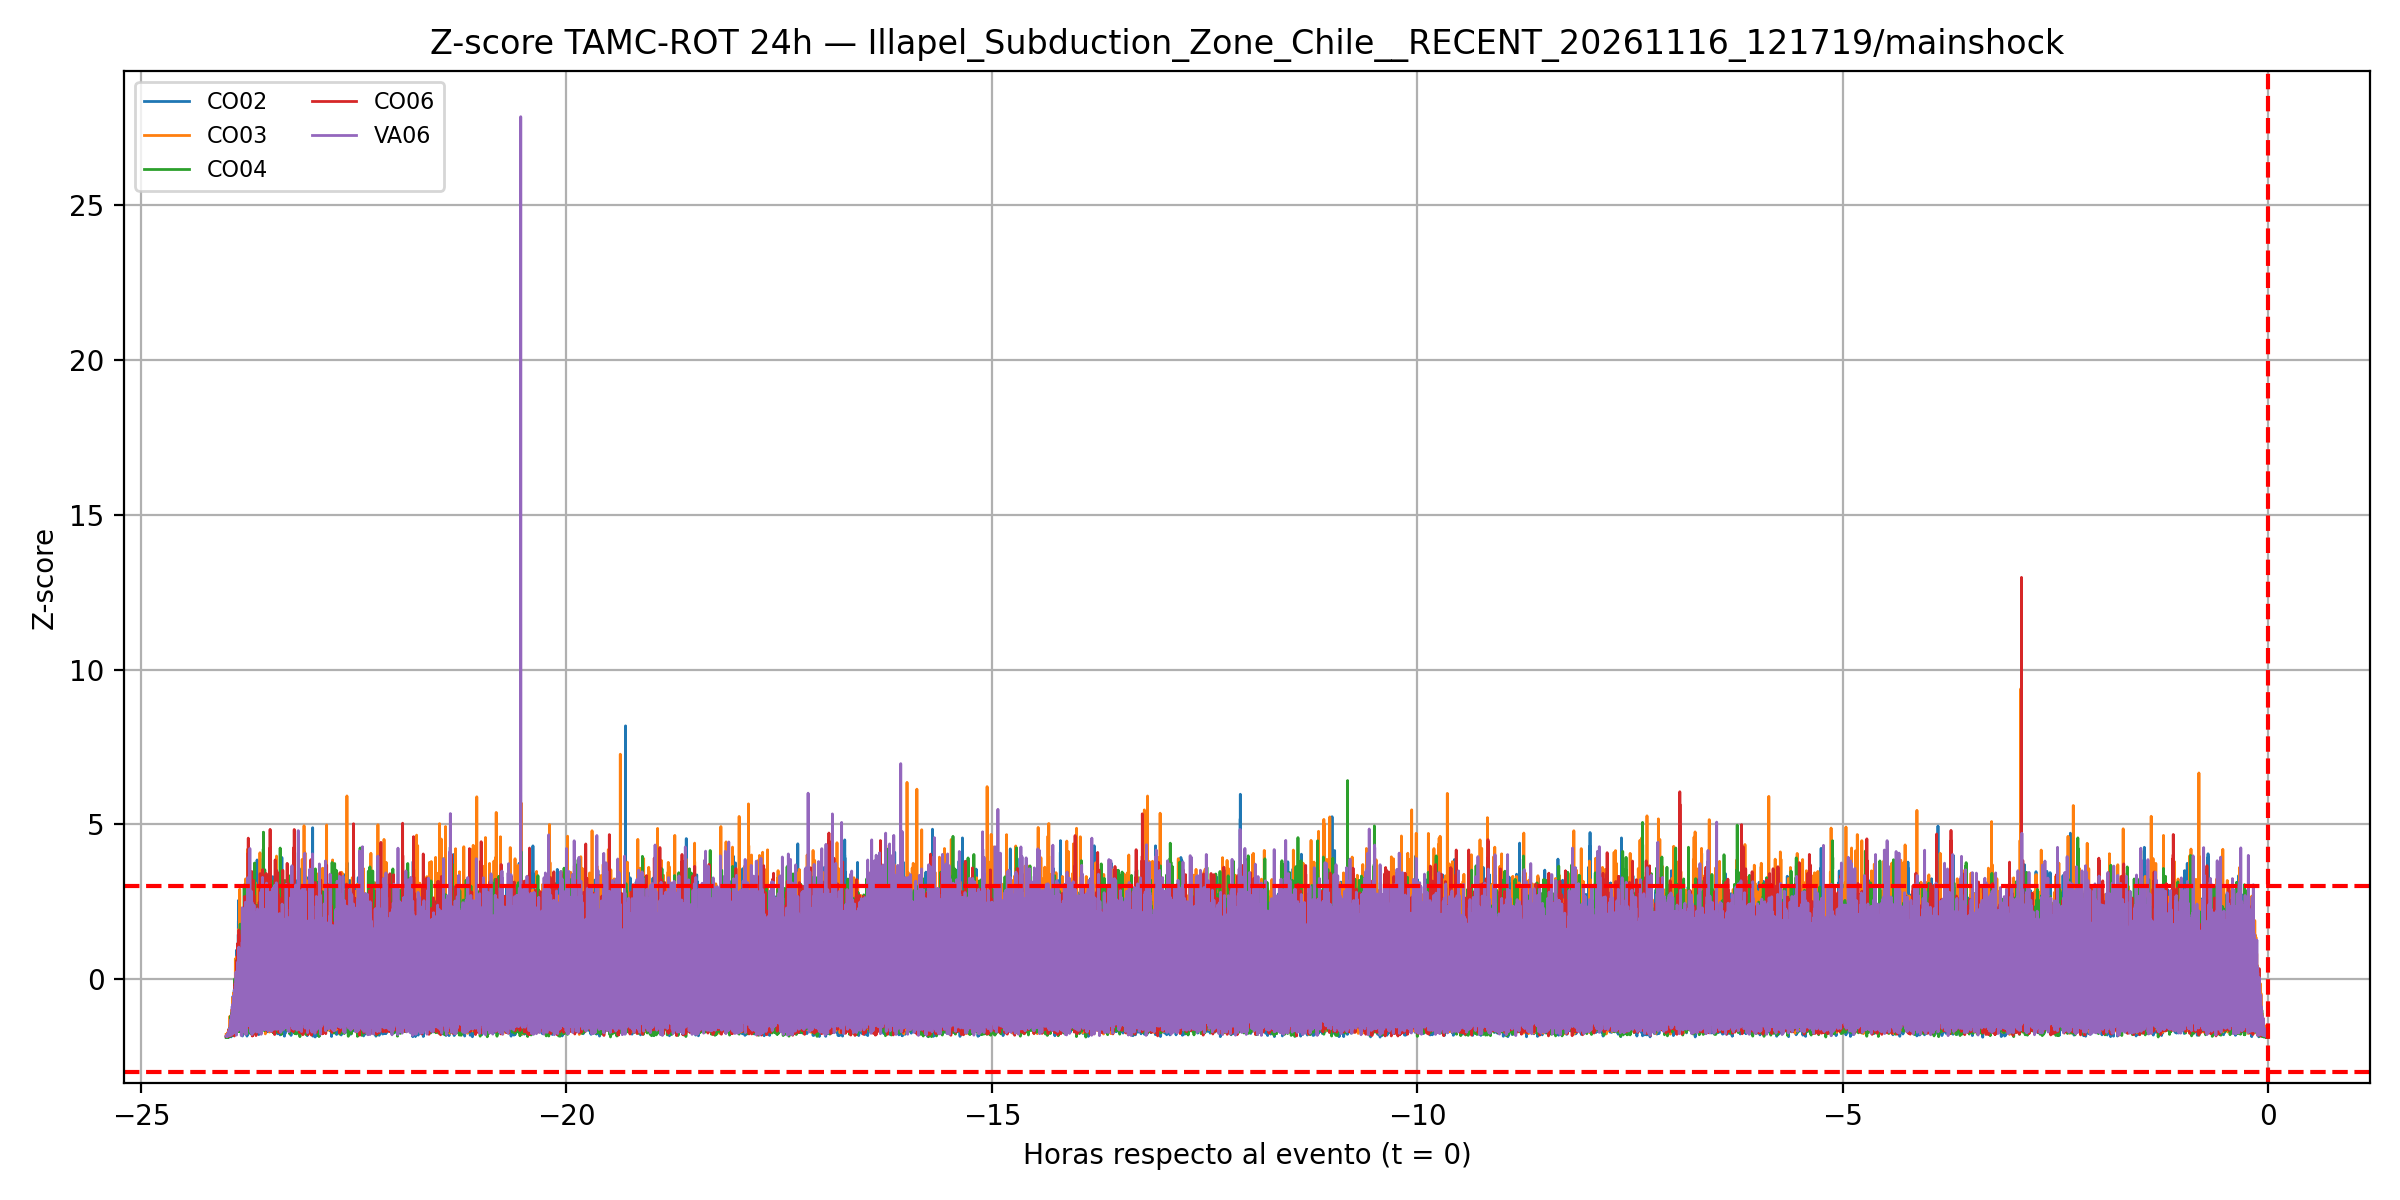 Z-score TAMC-ROT 24h — Illapel_Subduction_Zone_Chile__RECENT_20261116_121719/mainshock
CO02
CO03
CO04
CO06
VA06
Z-score
25
20
15
10
5
0
−25
−20
−15
−10
−5
0
Horas respecto al evento (t = 0)